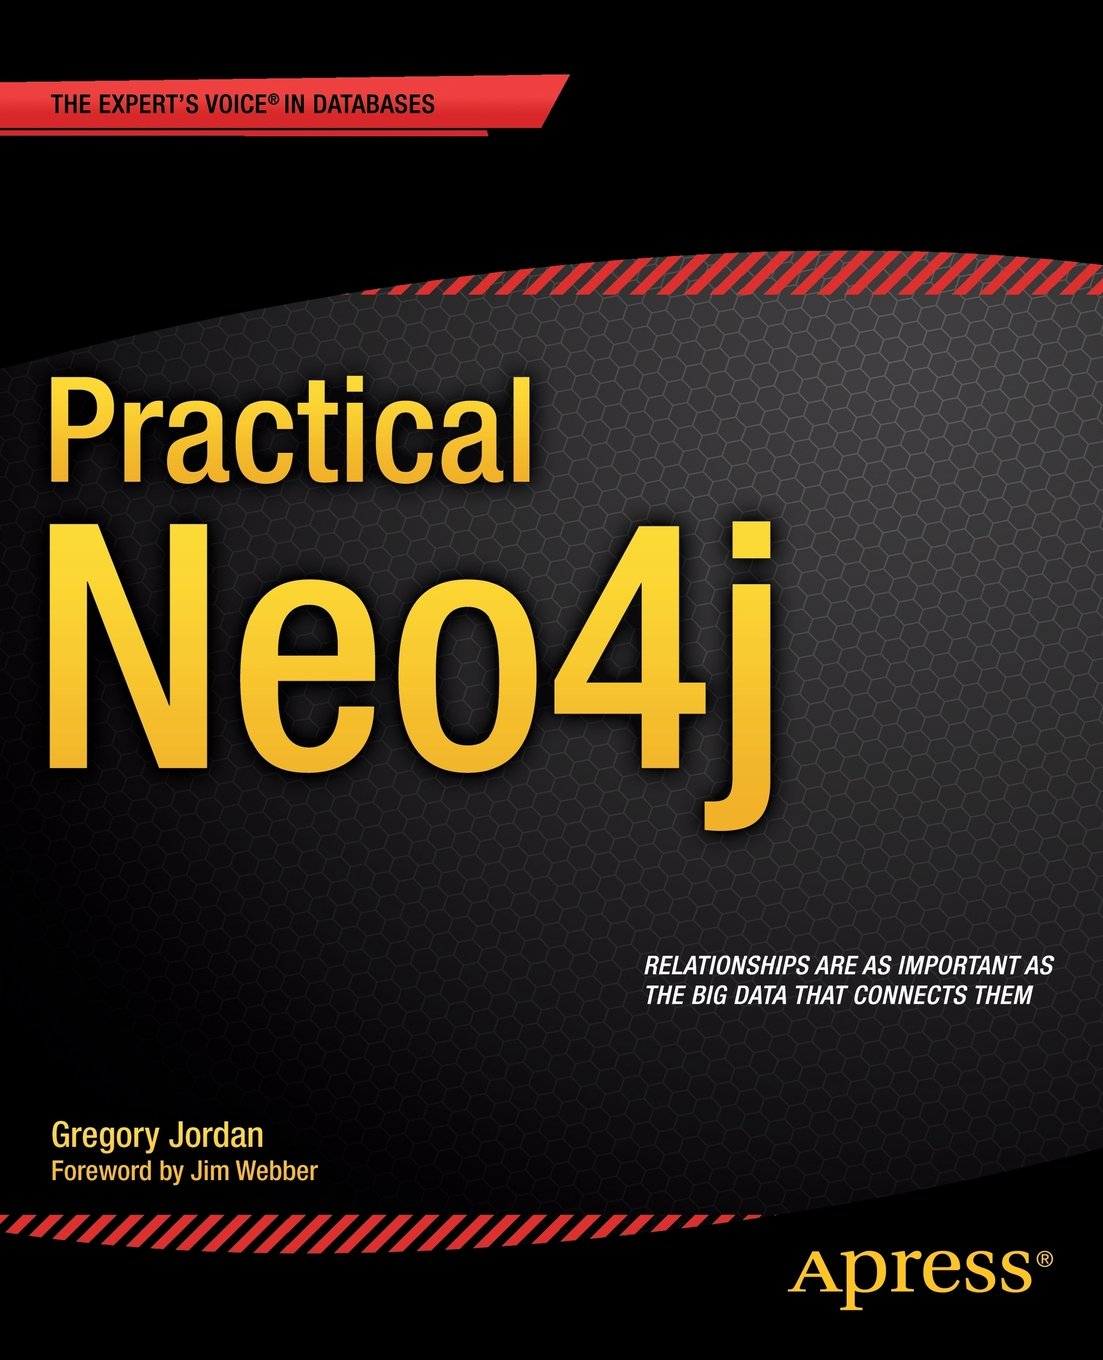 THE EXPERT'S VOICE® IN DATABASES
Practical
Neo4j
RELATIONSHIPS ARE AS IMPORTANT AS
THE BIG DATA THAT CONNECTS THEM
Gregory Jordan
Foreword by Jim Webber
Apress®